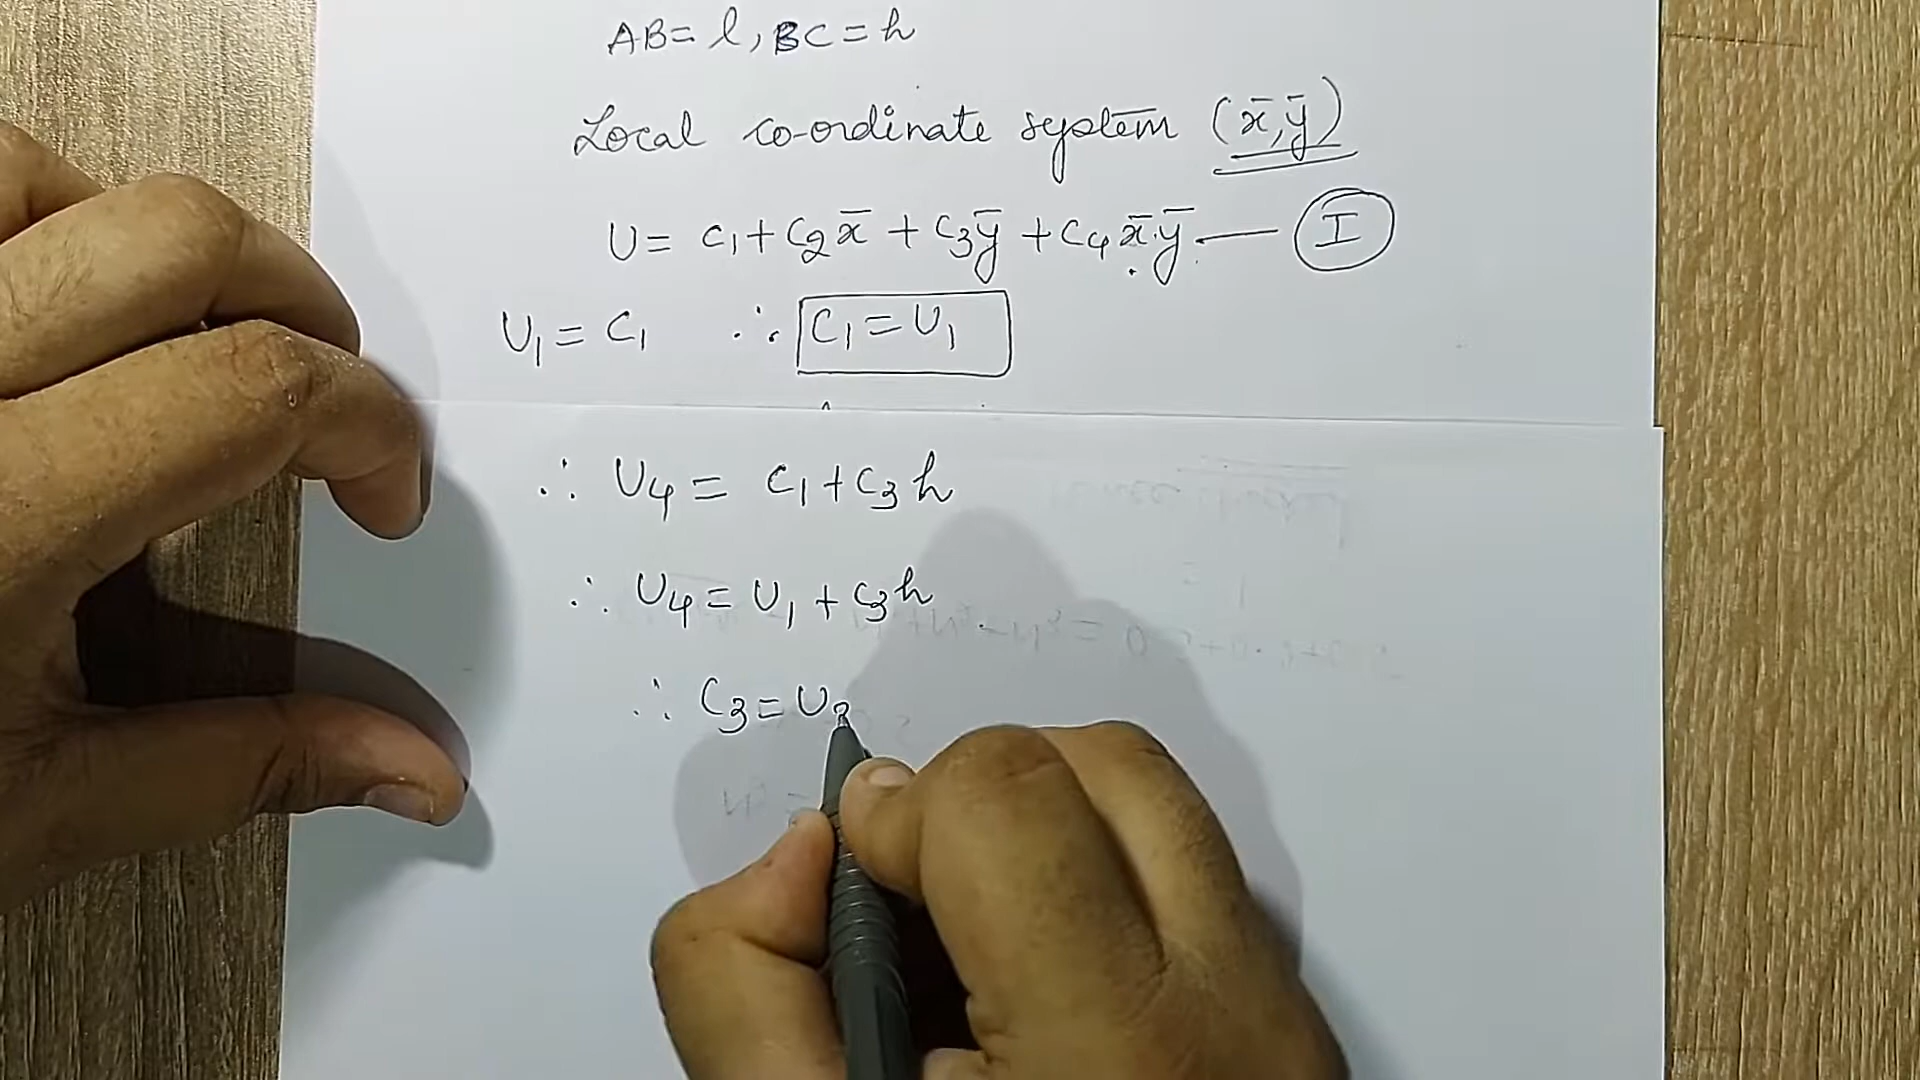 AB = l, BC = h
Local co-ordinate system (x̄, ȳ)
U = C₁ + C₂x̄ + C₃ȳ + C₄x̄.ȳ — I
U₁ = C₁ ∴ C₁ = U₁
∴ U₄ = C₁ + C₃h
∴ U₄ = U₁ + C₃h
∴ C₃ = U